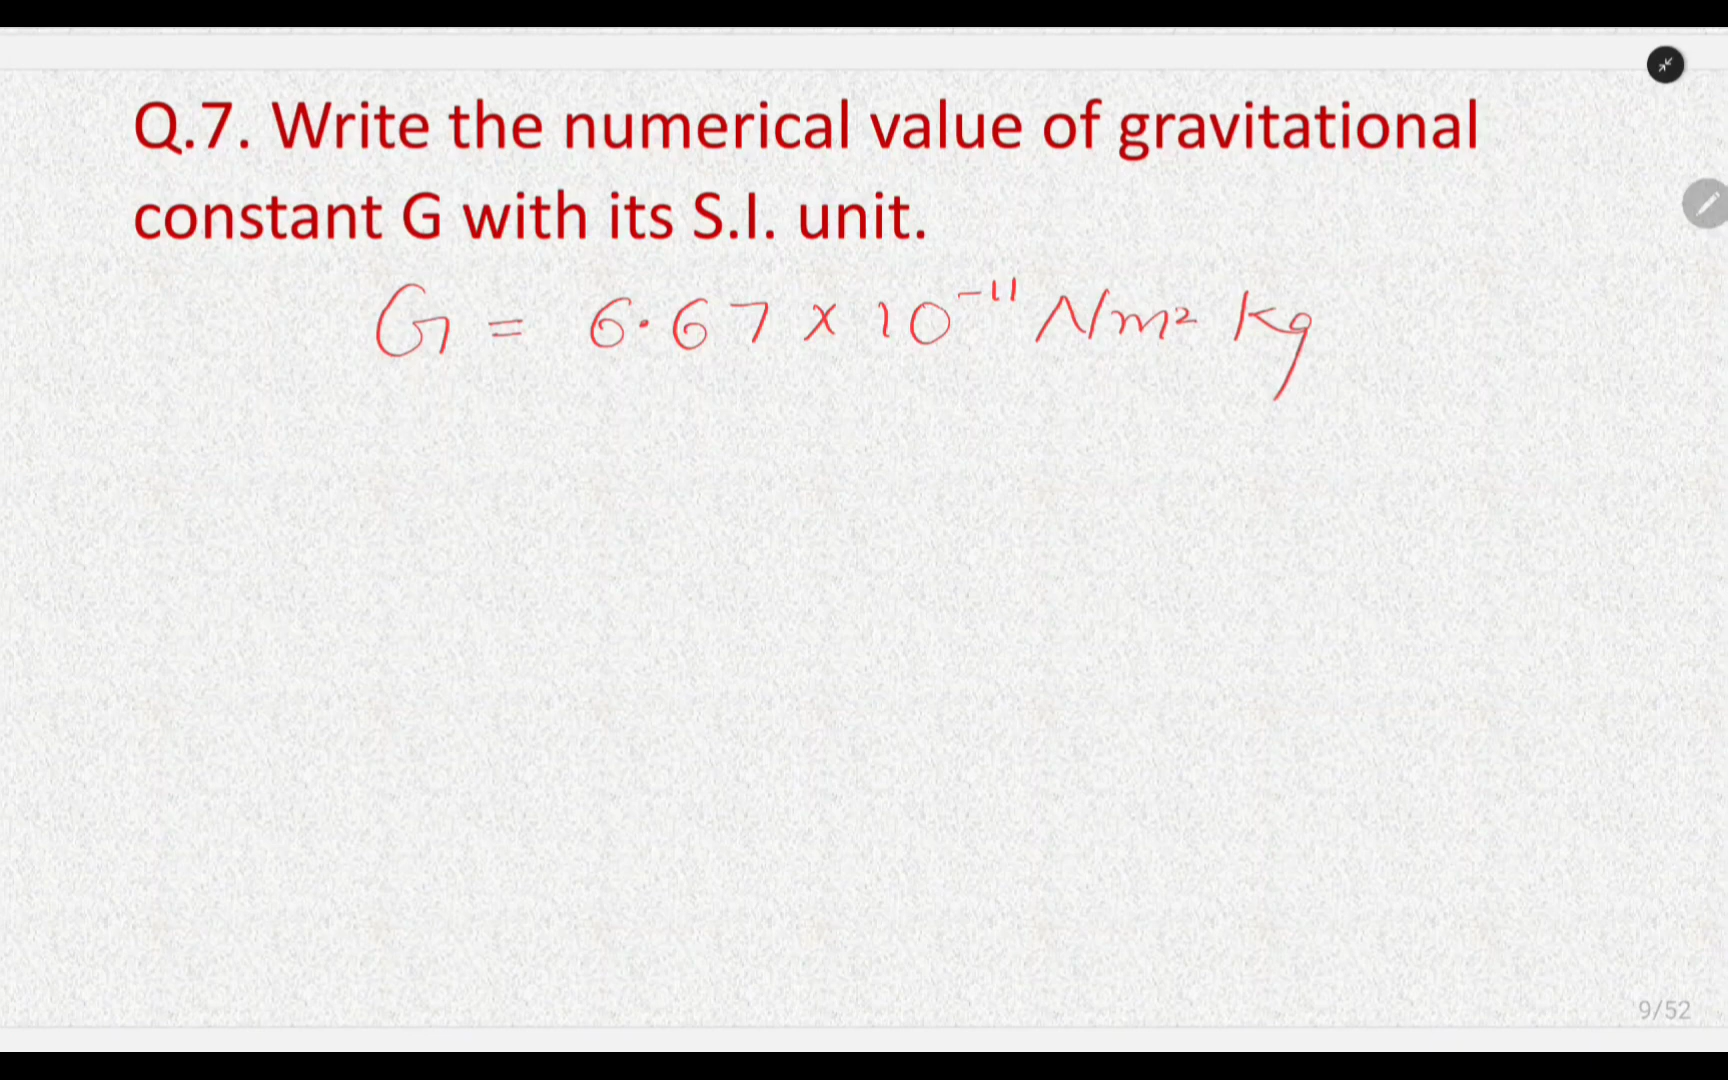 Q.7. Write the numerical value of gravitational
constant G with its S.I. unit.
G = 6.67 × 10⁻¹¹ Nm² kg
9/52